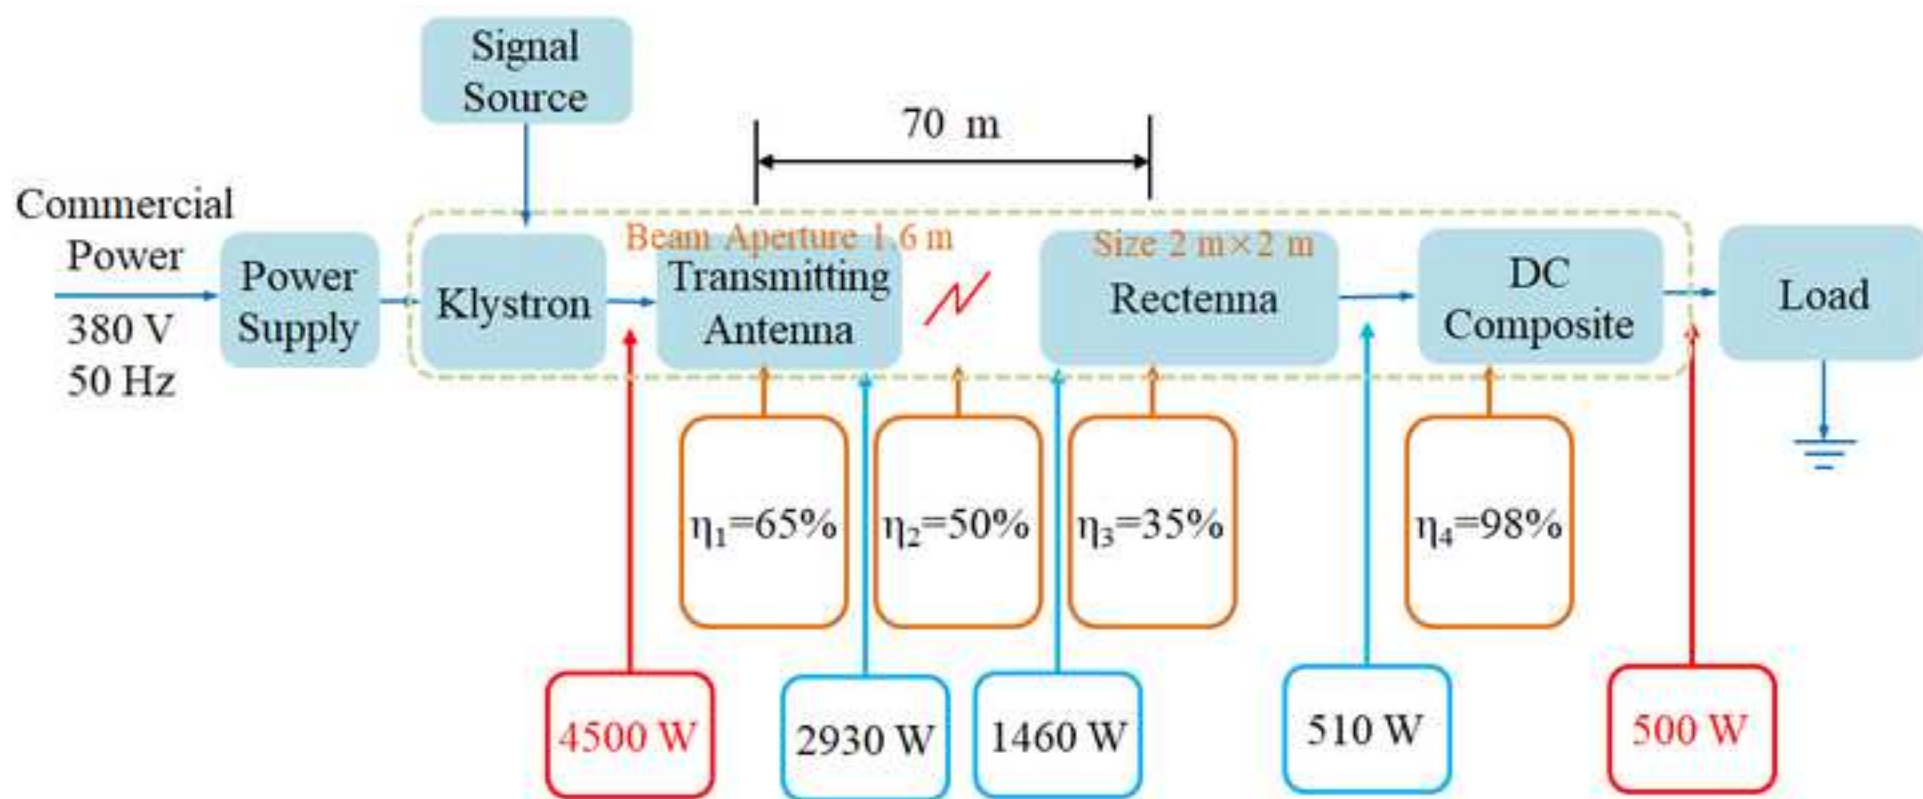 Signal
Source
70 m
Commercial
Power
380 V
50 Hz
Power
Supply
Klystron
Beam Aperture 1.6 m
Transmitting
Antenna
Size 2 m×2 m
Rectenna
DC
Composite
Load
η₁=65%
η₂=50%
η₃=35%
η₄=98%
4500 W
2930 W
1460 W
510 W
500 W